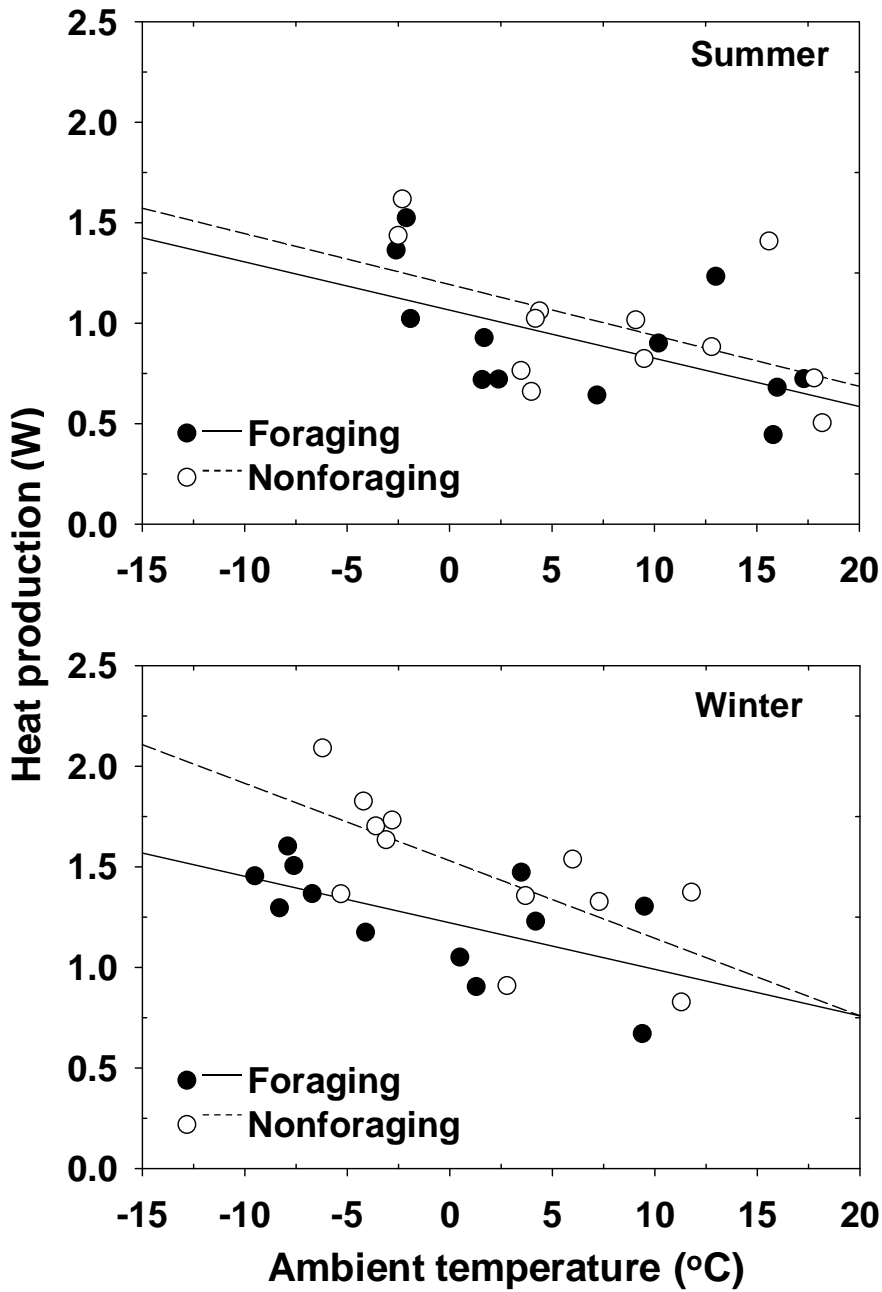 Heat production (W)
2.5
Summer
2.0
1.5
1.0
0.5
Foraging
Nonforaging
0.0
-15 -10 -5 0 5 10 15 20
2.5
Winter
2.0
1.5
1.0
0.5
Foraging
Nonforaging
0.0
-15 -10 -5 0 5 10 15 20
Ambient temperature (°C)